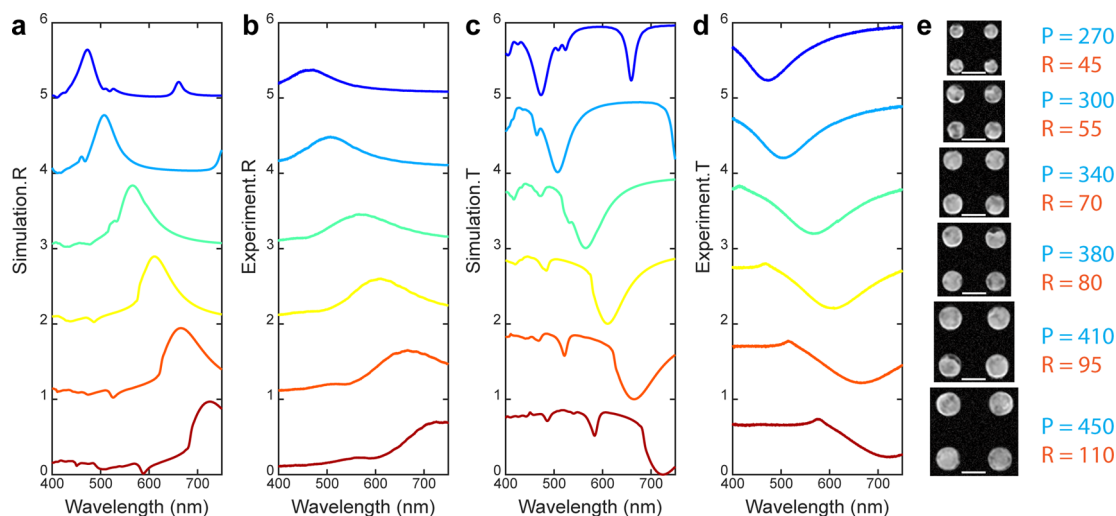 a
6
5
4
3
2
1
0
Simulation.R
400 500 600 700
Wavelength (nm)
b
6
5
4
3
2
1
0
Experiment.R
400 500 600 700
Wavelength (nm)
c
6
5
4
3
2
1
0
Simulation.T
400 500 600 700
Wavelength (nm)
d
6
5
4
3
2
1
0
Experiment.T
400 500 600 700
Wavelength (nm)
e
P = 270
R = 45
P = 300
R = 55
P = 340
R = 70
P = 380
R = 80
P = 410
R = 95
P = 450
R = 110